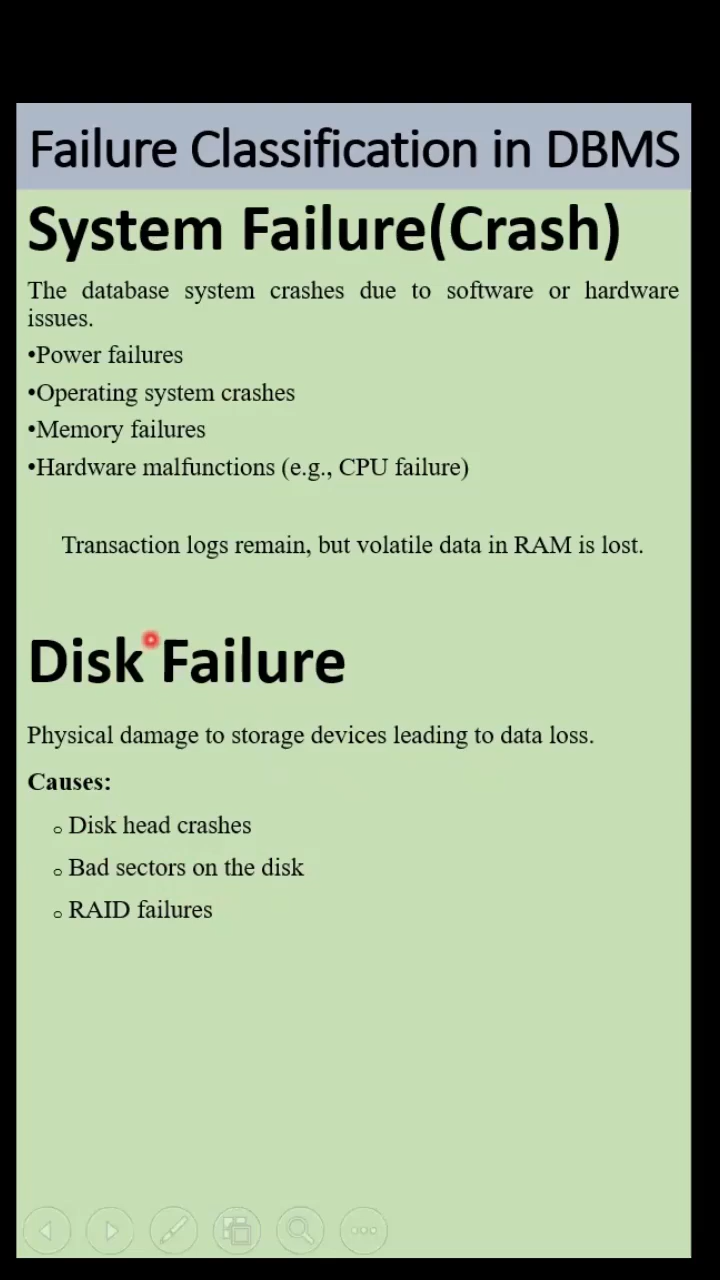 Failure Classification in DBMS
System Failure(Crash)
The database system crashes due to software or hardware
issues.
•Power failures
•Operating system crashes
•Memory failures
•Hardware malfunctions (e.g., CPU failure)
Transaction logs remain, but volatile data in RAM is lost.
Disk Failure
Physical damage to storage devices leading to data loss.
Causes:
o Disk head crashes
o Bad sectors on the disk
o RAID failures